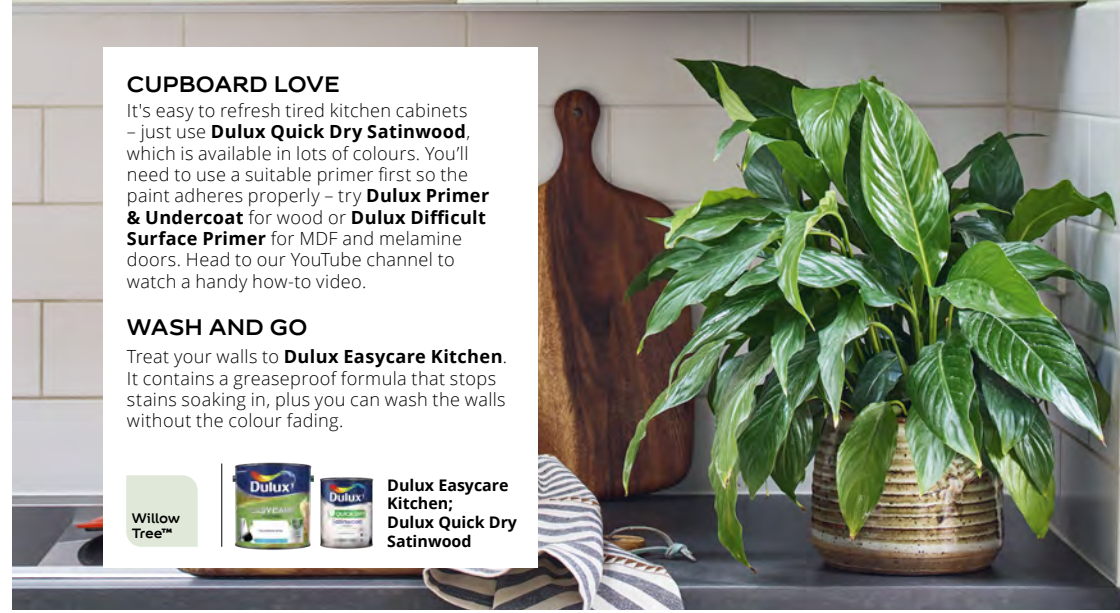 CUPBOARD LOVE
It's easy to refresh tired kitchen cabinets
– just use Dulux Quick Dry Satinwood,
which is available in lots of colours. You’ll
need to use a suitable primer first so the
paint adheres properly – try Dulux Primer
& Undercoat for wood or Dulux Difficult
Surface Primer for MDF and melamine
doors. Head to our YouTube channel to
watch a handy how-to video.
WASH AND GO
Treat your walls to Dulux Easycare Kitchen.
It contains a greaseproof formula that stops
stains soaking in, plus you can wash the walls
without the colour fading.
Willow
Tree™
Dulux
EASYCARE
Dulux
Dulux Easycare
Kitchen;
Dulux Quick Dry
Satinwood